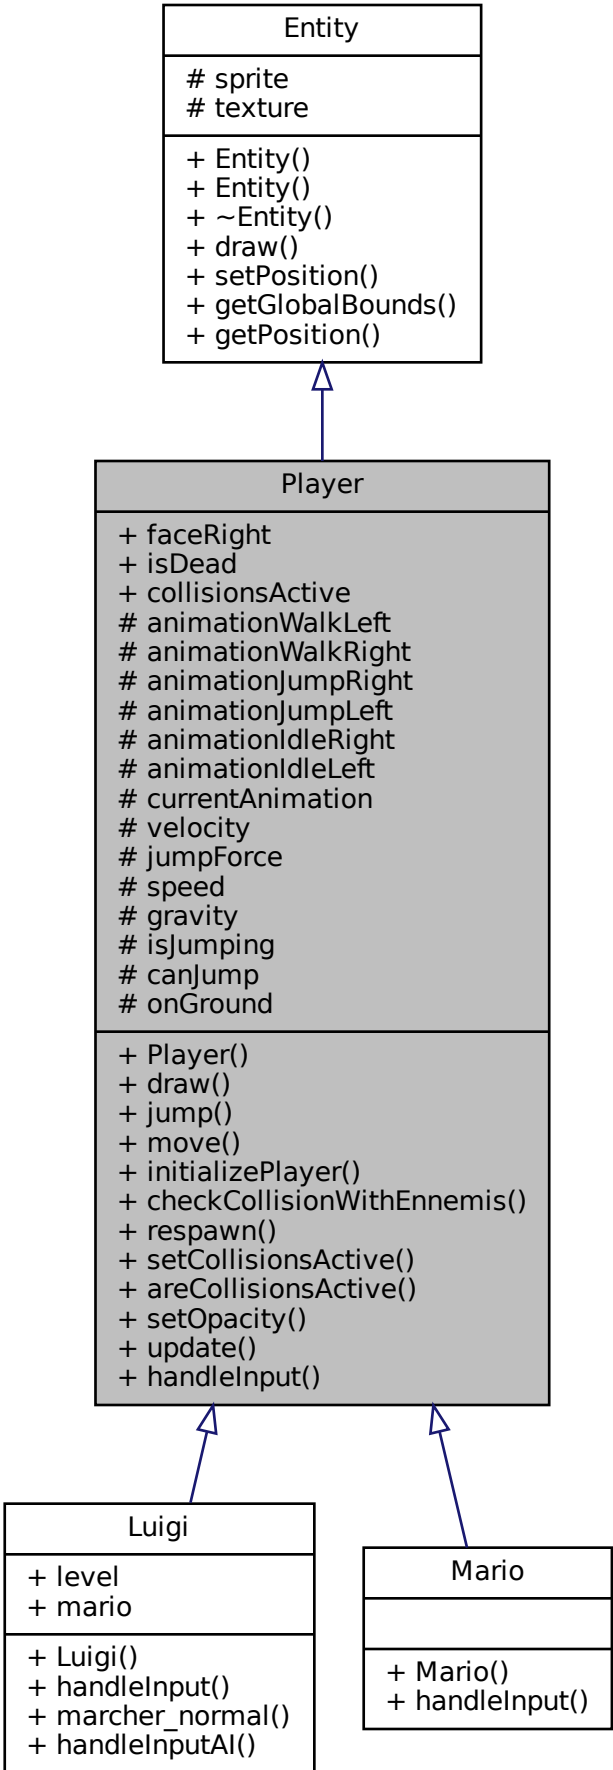 Entity
# sprite
# texture
+ Entity()
+ Entity()
+ ~Entity()
+ draw()
+ setPosition()
+ getGlobalBounds()
+ getPosition()
Player
+ faceRight
+ isDead
+ collisionsActive
# animationWalkLeft
# animationWalkRight
# animationJumpRight
# animationJumpLeft
# animationIdleRight
# animationIdleLeft
# currentAnimation
# velocity
# jumpForce
# speed
# gravity
# isJumping
# canJump
# onGround
+ Player()
+ draw()
+ jump()
+ move()
+ initializePlayer()
+ checkCollisionWithEnnemis()
+ respawn()
+ setCollisionsActive()
+ areCollisionsActive()
+ setOpacity()
+ update()
+ handleInput()
Luigi
+ level
+ mario
+ Luigi()
+ handleInput()
+ marcher_normal()
+ handleInputAI()
Mario
+ Mario()
+ handleInput()